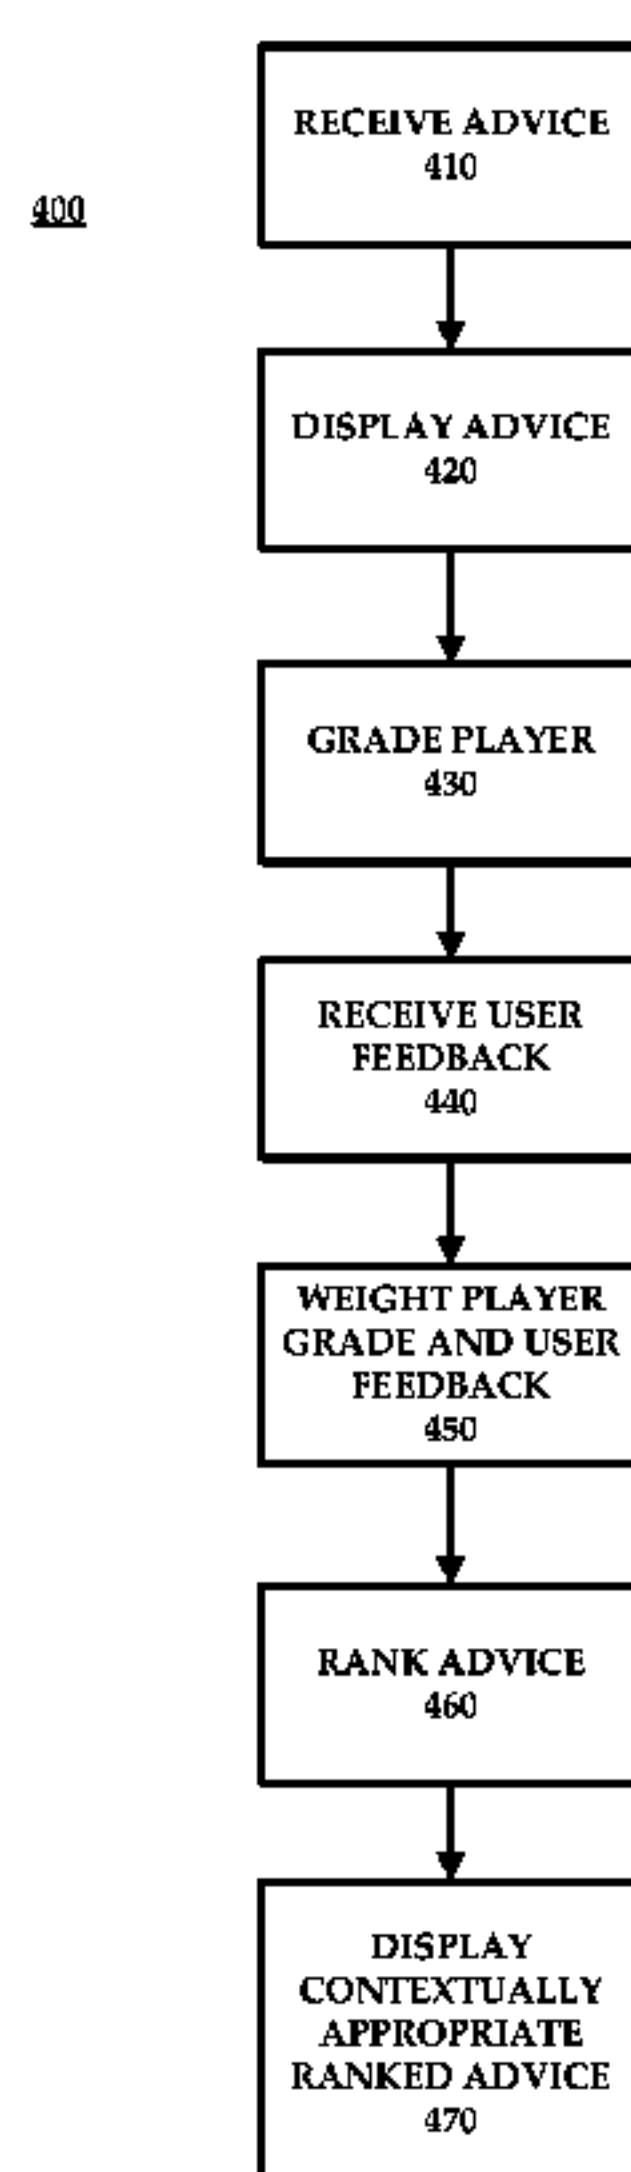 RECEIVE ADVICE
410
400
DISPLAY ADVICE
420
GRADE PLAYER
430
RECEIVE USER
FEEDBACK
440
WEIGHT PLAYER
GRADE AND USER
FEEDBACK
450
RANK ADVICE
460
DISPLAY
CONTEXTUALLY
APPROPRIATE
RANKED ADVICE
470